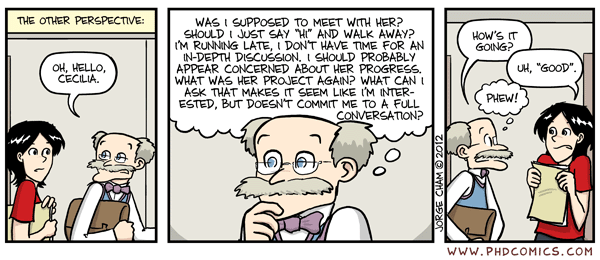 THE OTHER PERSPECTIVE:
OH, HELLO,
CECILIA.
WAS I SUPPOSED TO MEET WITH HER?
SHOULD I JUST SAY "HI" AND WALK AWAY?
I'M RUNNING LATE, I DON'T HAVE TIME FOR
AN IN-DEPTH DISCUSSION. I SHOULD PROBABLY
APPEAR CONCERNED ABOUT HER PROGRESS.
WHAT WAS HER PROJECT AGAIN? WHAT CAN I
ASK THAT MAKES IT SEEM LIKE I'M INTER-
ESTED, BUT DOESN'T COMMIT ME TO A FULL
CONVERSATION?
JORGE CHAM © 2012
HOW'S IT
GOING?
UH, "GOOD".
PHEW!
WWW.PHDCOMICS.COM